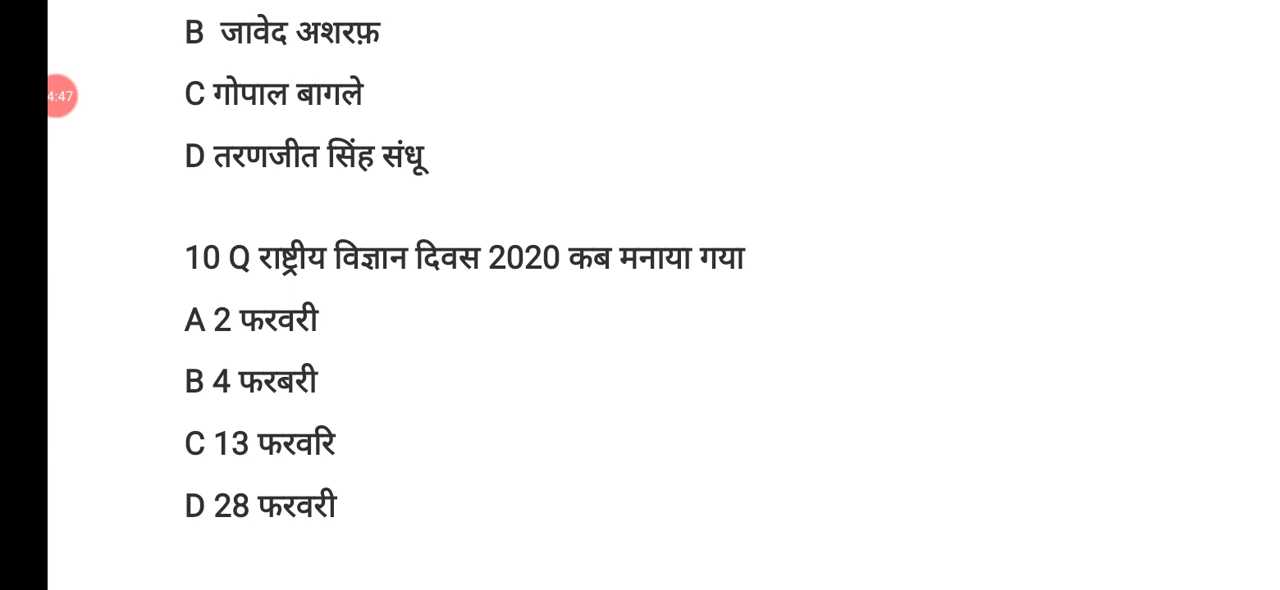 B जावेद अशरफ़
4:47
C गोपाल बागले
D तरणजीत सिंह संधू
10 Q राष्ट्रीय विज्ञान दिवस 2020 कब मनाया गया
A 2 फरवरी
B 4 फरबरी
C 13 फरवरि
D 28 फरवरी